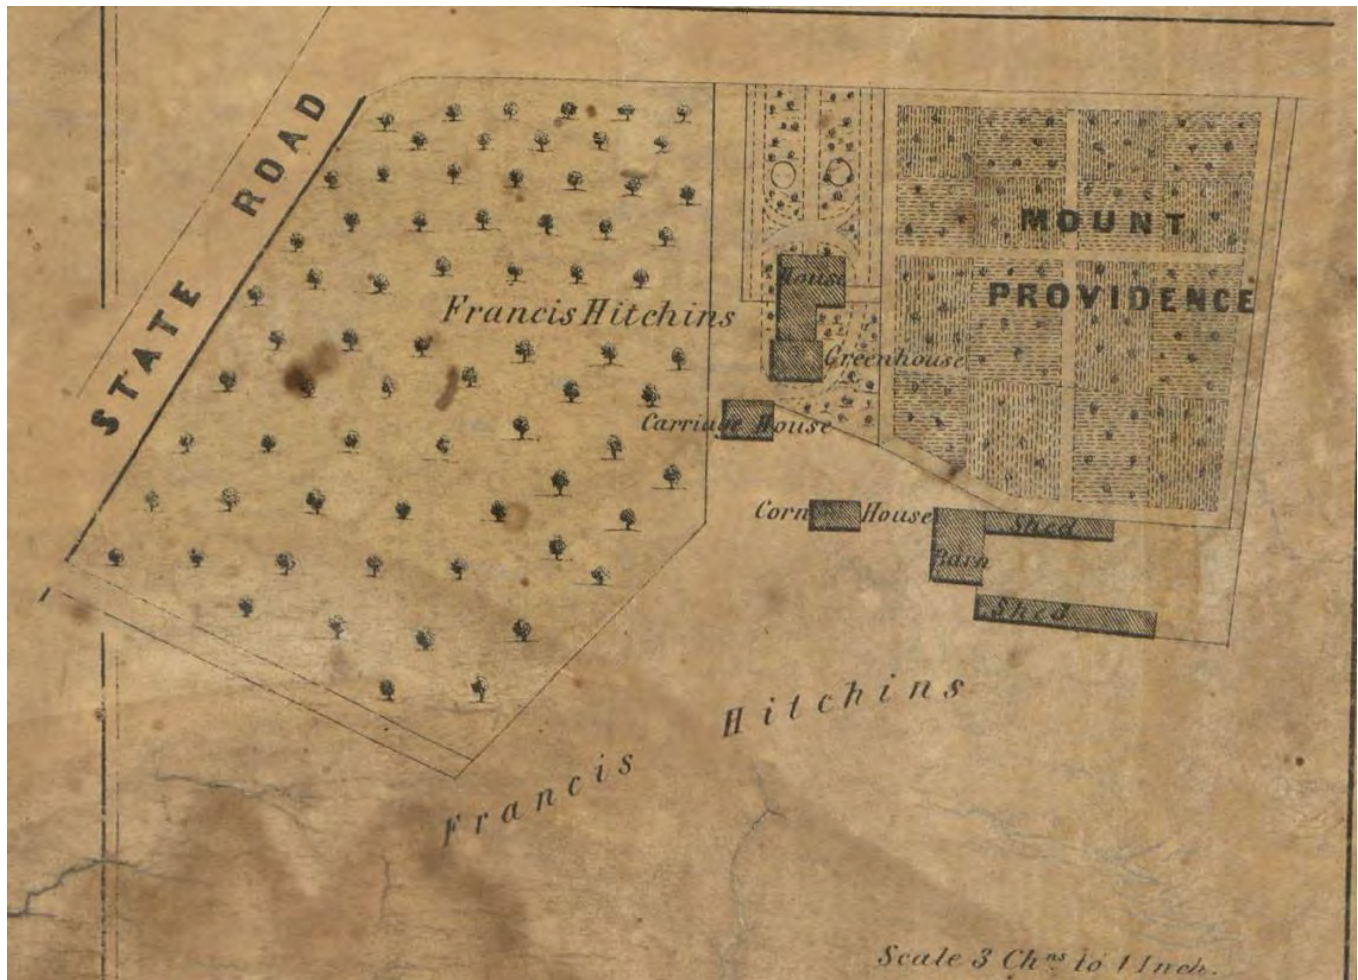 STATE ROAD
MOUNT
PROVIDENCE
House
Francis Hitchins
Greenhouse
Carriage House
Corn House
Shed
Barn
Shed
Francis Hitchins
Scale 3 Chns to 1 Inch.